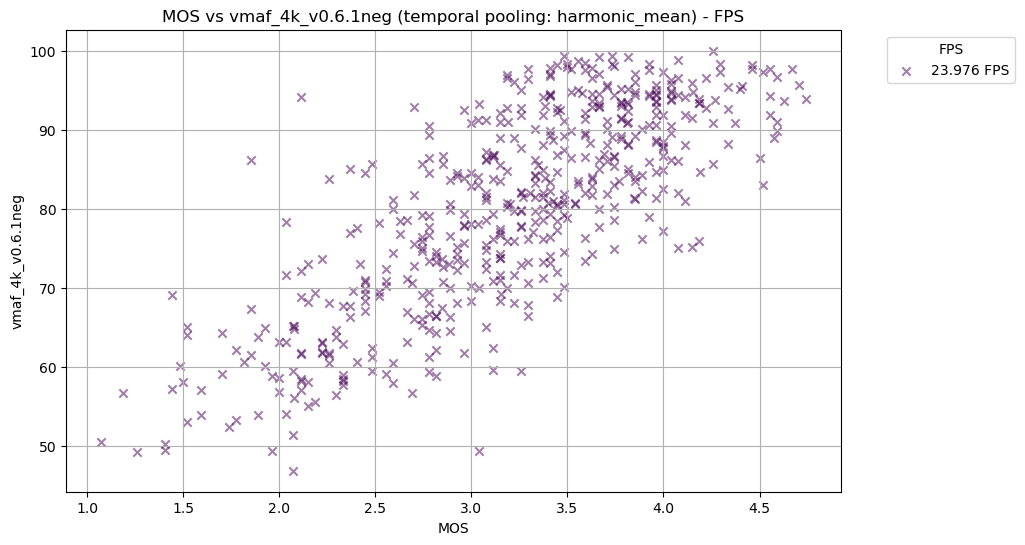 MOS vs vmaf_4k_v0.6.1neg (temporal pooling: harmonic_mean) - FPS
FPS
23.976 FPS
vmaf_4k_v0.6.1neg
100
90
80
70
60
50
1.0 1.5 2.0 2.5 3.0 3.5 4.0 4.5
MOS